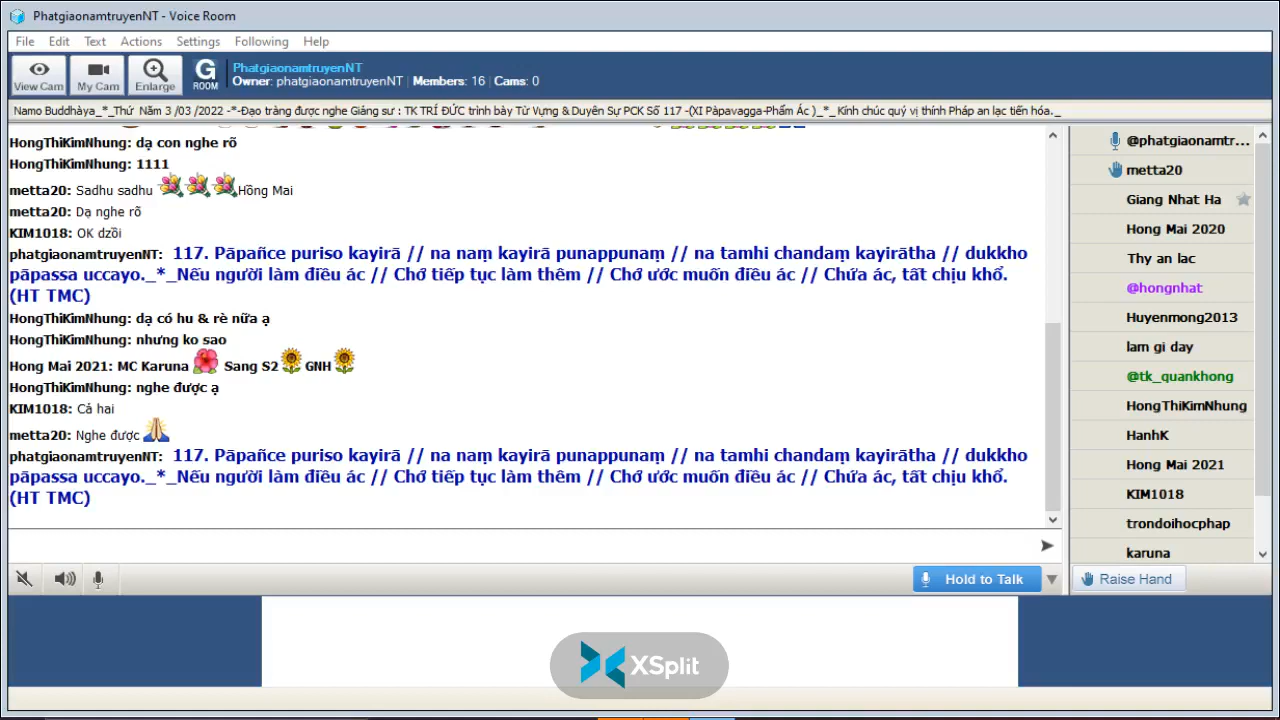 PhatgiaonamtruyenNT - Voice Room
File Edit Text Actions Settings Following Help
View Cam My Cam Enlarge G ROOM
PhatgiaonamtruyenNT
Owner: phatgiaonamtruyenNT | Members: 16 | Cams: 0
Namo Buddhàya_*_Thứ Năm 3 /03 /2022 -*-Đạo tràng được nghe Giảng sư : TK TRÍ ĐỨC trình bày Từ Vựng & Duyên Sự PCK Số 117 -(XI Pàpavagga-Phẩm Ác )_*_ Kính chúc quý vị thính Pháp an lạc tiến hóa._
HongThiKimNhung: dạ con nghe rõ
HongThiKimNhung: 1111
metta20: Sadhu sadhu Hồng Mai
metta20: Dạ nghe rõ
KIM1018: OK dzồi
phatgiaonamtruyenNT: 117. Pāpañce puriso kayirā // na naṃ kayirā punappunaṃ // na tamhi chandaṃ kayirātha // dukkho
pāpassa uccayo._*_Nếu người làm điều ác // Chớ tiếp tục làm thêm // Chớ ước muốn điều ác // Chứa ác, tất chịu khổ.
(HT TMC)
HongThiKimNhung: dạ có hu & rè nữa ạ
HongThiKimNhung: nhưng ko sao
Hong Mai 2021: MC Karuna Sang S2 GNH
HongThiKimNhung: nghe được ạ
KIM1018: Cả hai
metta20: Nghe được
phatgiaonamtruyenNT: 117. Pāpañce puriso kayirā // na naṃ kayirā punappunaṃ // na tamhi chandaṃ kayirātha // dukkho
pāpassa uccayo._*_Nếu người làm điều ác // Chớ tiếp tục làm thêm // Chớ ước muốn điều ác // Chứa ác, tất chịu khổ.
(HT TMC)
@phatgiaonamtr...
metta20
Giang Nhat Ha
Hong Mai 2020
Thy an lac
@hongnhat
Huyenmong2013
lam gi day
@tk_quankhong
HongThiKimNhung
HanhK
Hong Mai 2021
KIM1018
trondoihocphap
karuna
Hold to Talk
Raise Hand
XSplit